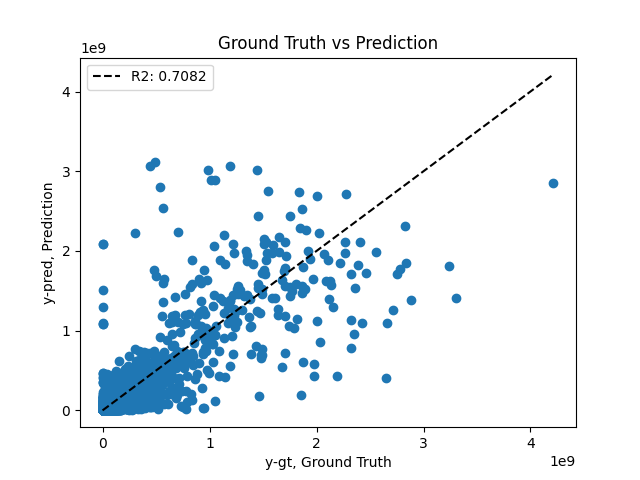 Ground Truth vs Prediction
1e9
R2: 0.7082
4
3
2
1
0
y-pred, Prediction
0 1 2 3 4
y-gt, Ground Truth
1e9